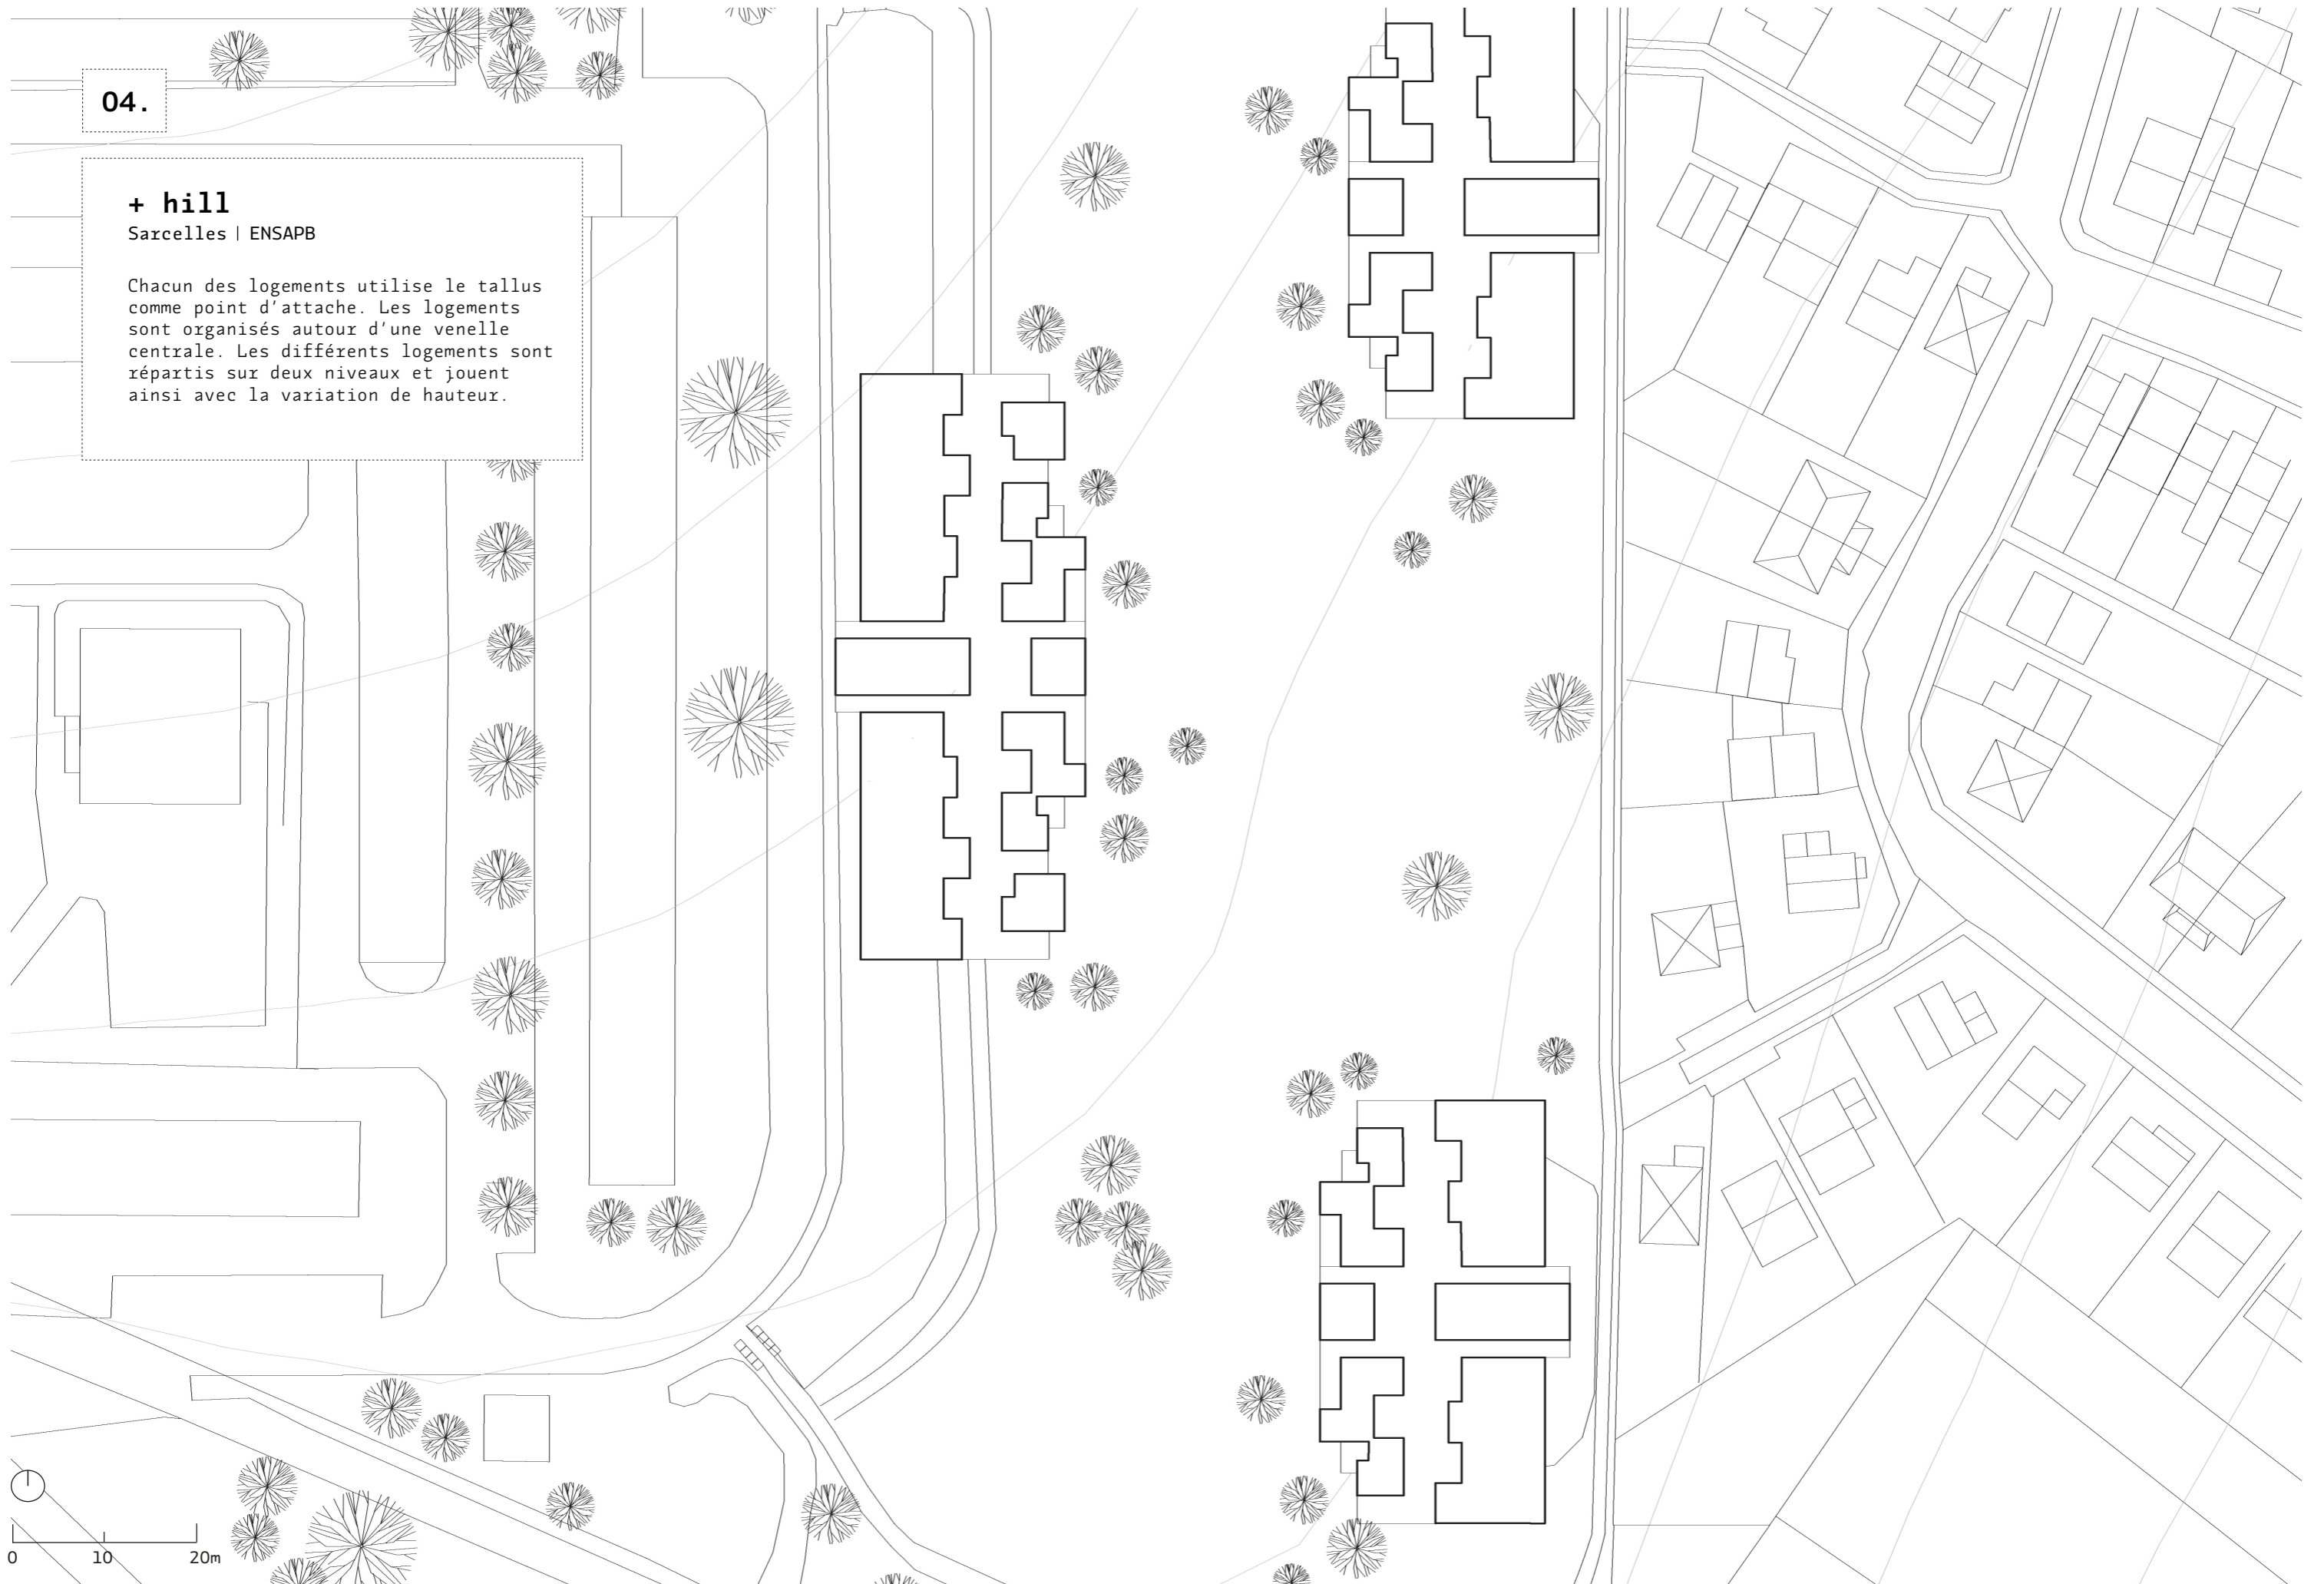 04.
+ hill
Sarcelles | ENSAPB
Chacun des logements utilise le tallus
comme point d'attache. Les logements
sont organisés autour d'une venelle
centrale. Les différents logements sont
répartis sur deux niveaux et jouent
ainsi avec la variation de hauteur.
0 10 20m